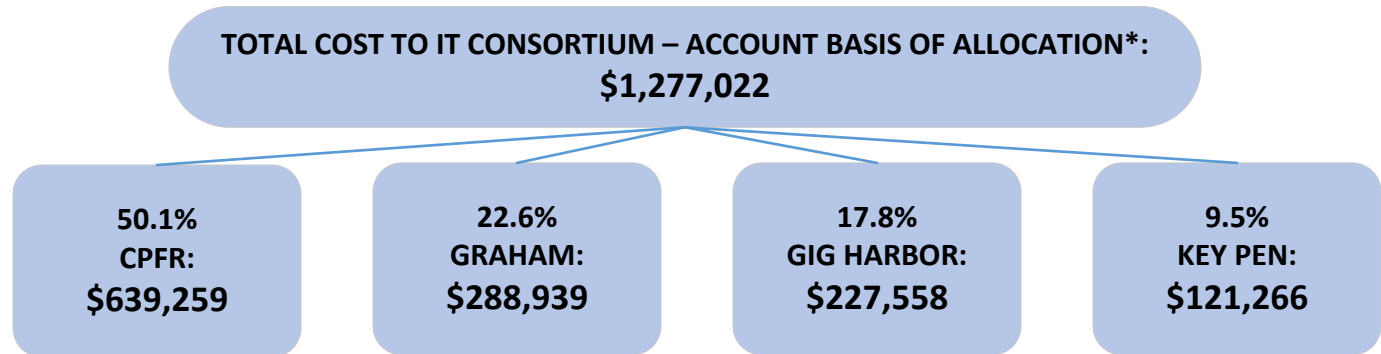 TOTAL COST TO IT CONSORTIUM – ACCOUNT BASIS OF ALLOCATION*:
$1,277,022
50.1%
CPFR:
$639,259
22.6%
GRAHAM:
$288,939
17.8%
GIG HARBOR:
$227,558
9.5%
KEY PEN:
$121,266